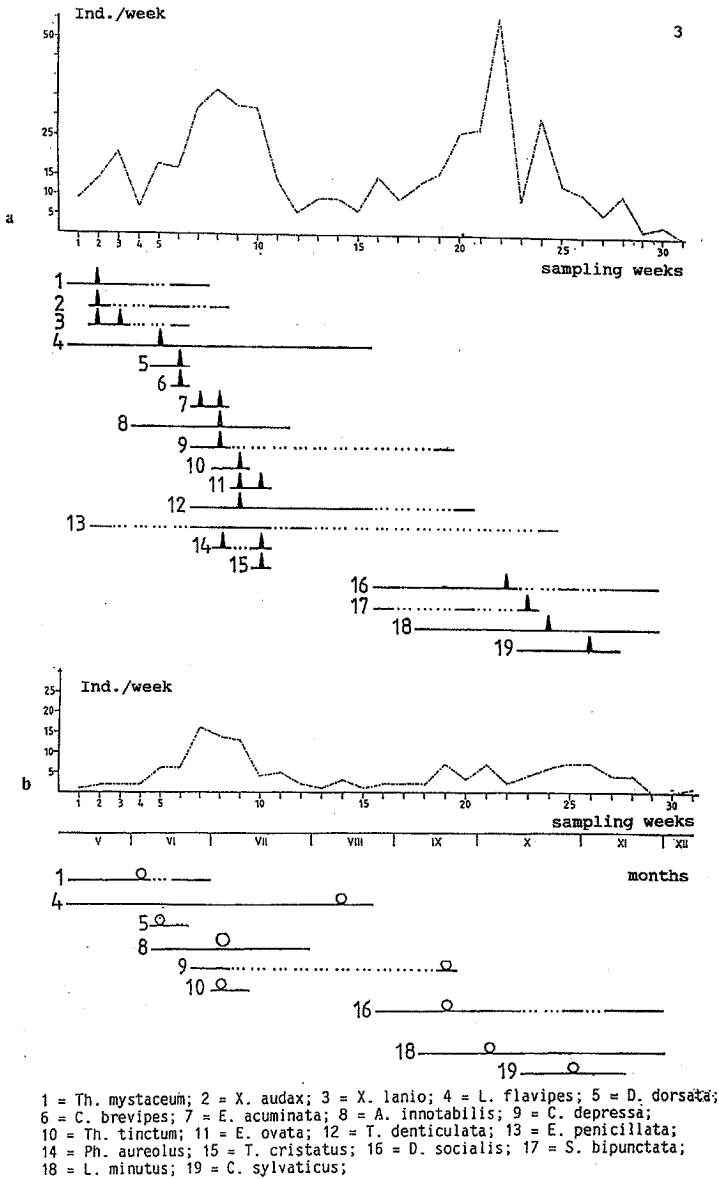 Ind./week
3
50
25
15
10
5
a
1 2 3 4 5 10 15 20 25 30
sampling weeks
1
2
3
4
5
6
7
8
9
10
11
12
13
14
15
16
17
18
19
Ind./week
25
20
15
10
5
b
1 2 3 4 5 10 15 20 25 30
sampling weeks
V VI VII VIII IX X XI XII
months
1
4
5
8
9
10
16
18
19
1 = Th. mystaceum; 2 = X. audax; 3 = X. lanio; 4 = L. flavipes; 5 = D. dorsata;
6 = C. brevipes; 7 = E. acuminata; 8 = A. innotabilis; 9 = C. depressa;
10 = Th. tinctum; 11 = E. ovata; 12 = T. denticulata; 13 = E. penicillata;
14 = Ph. aureolus; 15 = T. cristatus; 16 = D. socialis; 17 = S. bipunctata;
18 = L. minutus; 19 = C. sylvaticus;